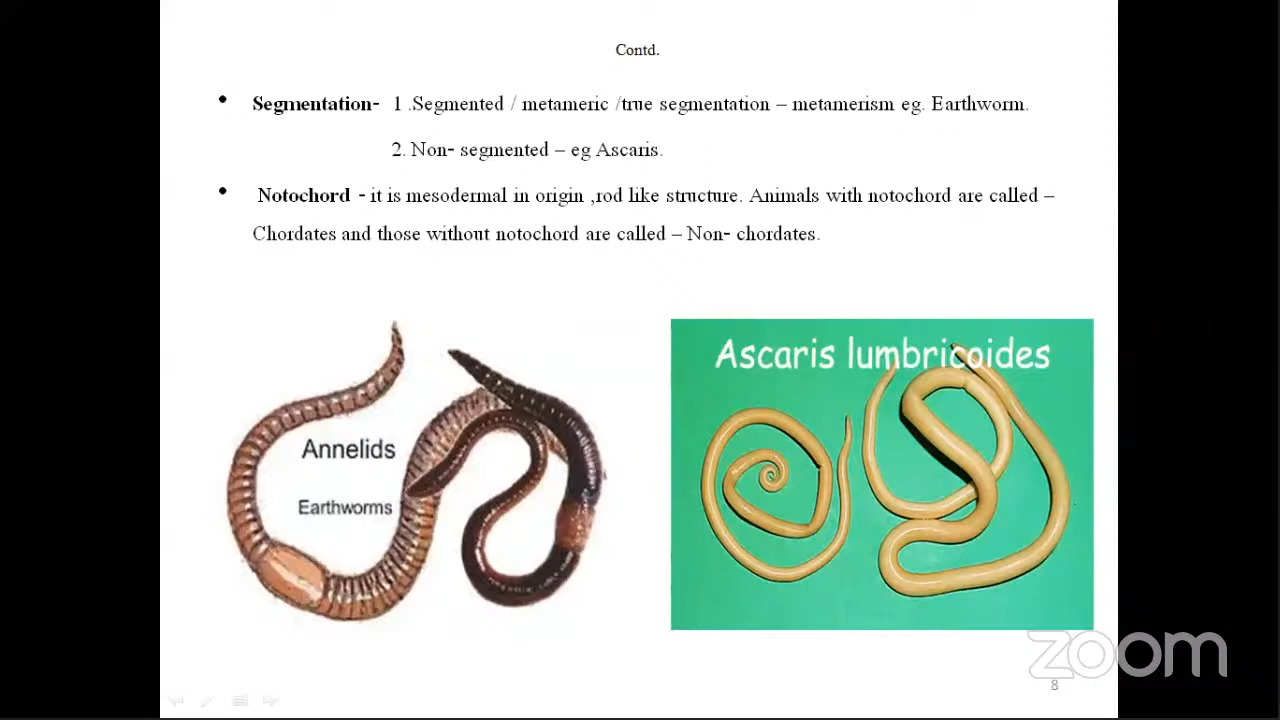 Contd.
• Segmentation- 1 .Segmented / metameric /true segmentation – metamerism eg. Earthworm.
2. Non- segmented – eg Ascaris.
• Notochord - it is mesodermal in origin ,rod like structure. Animals with notochord are called –
Chordates and those without notochord are called – Non- chordates.
Annelids
Earthworms
Ascaris lumbricoides
zoom
8